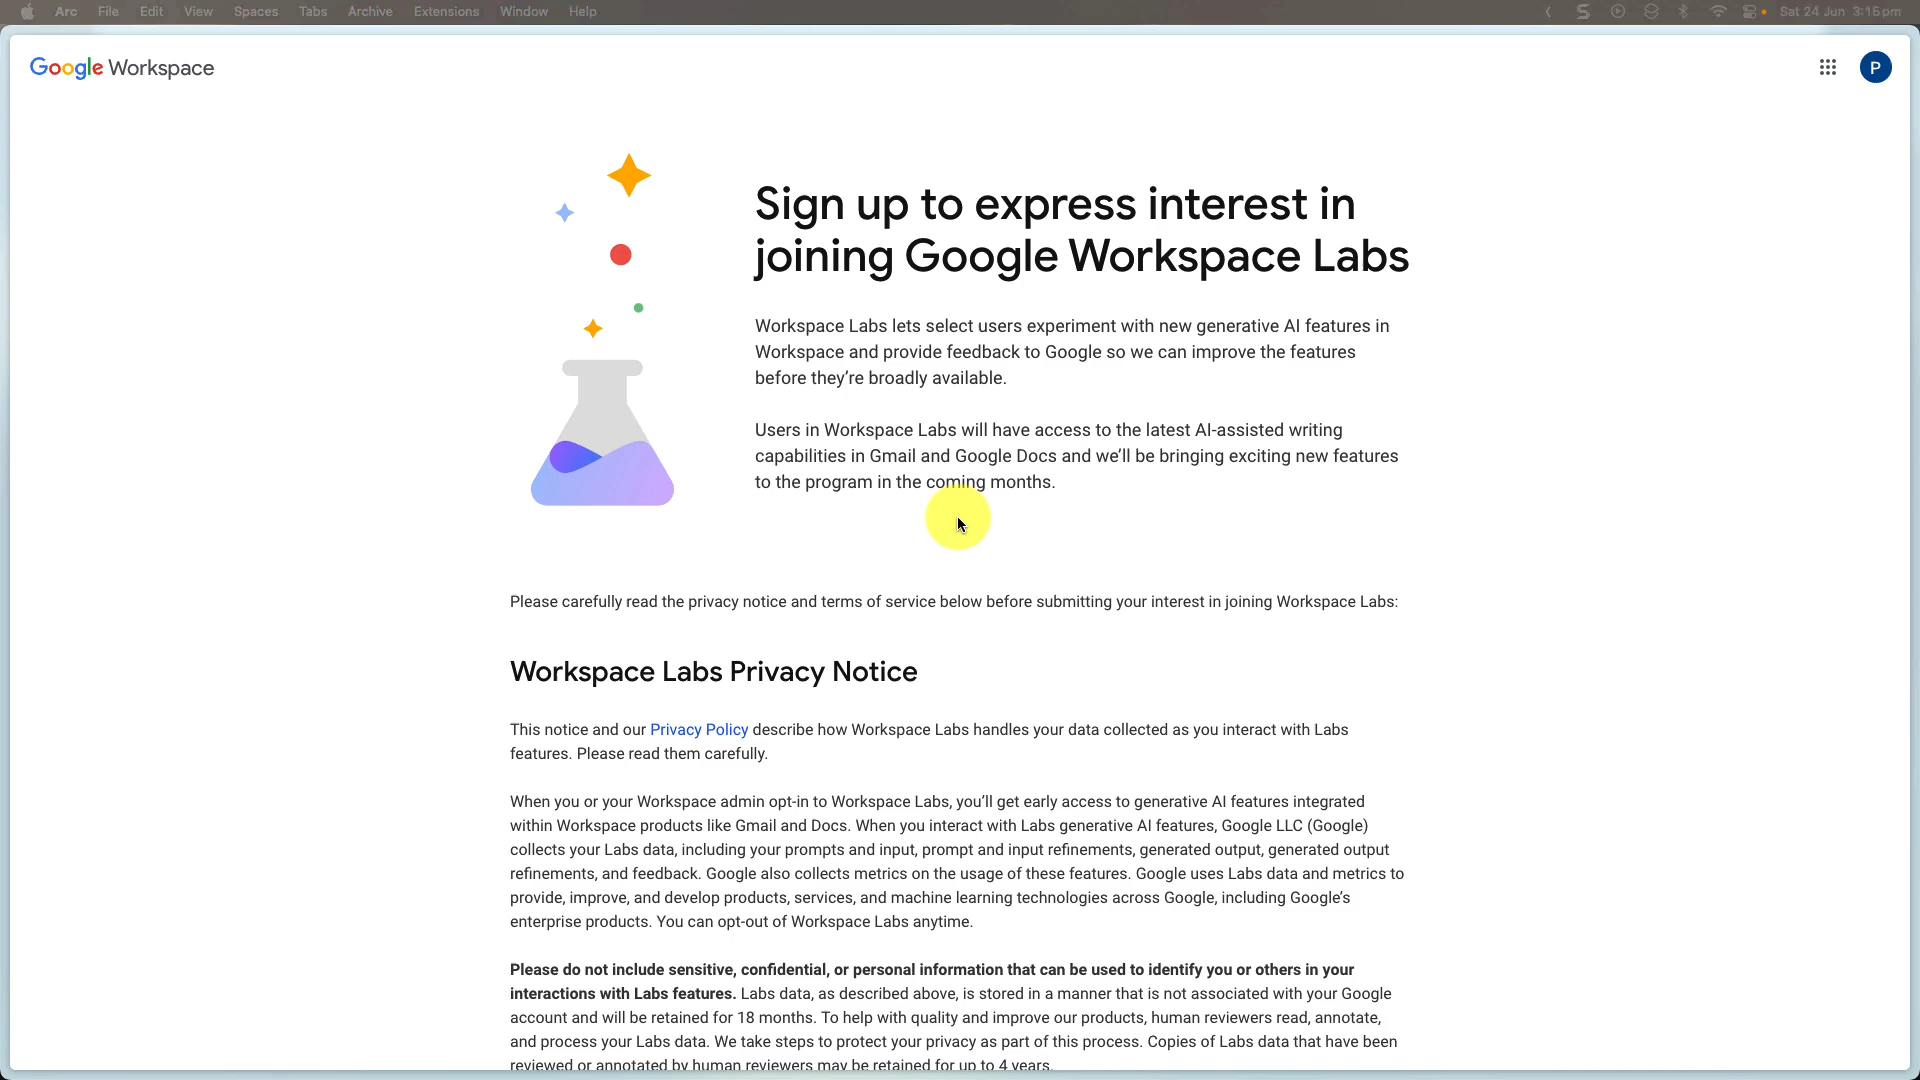 Arc File Edit View Spaces Tabs Archive Extensions Window Help Sat 24 Jun 3:15pm
Google Workspace
P
Sign up to express interest in
joining Google Workspace Labs
Workspace Labs lets select users experiment with new generative AI features in
Workspace and provide feedback to Google so we can improve the features
before they're broadly available.
Users in Workspace Labs will have access to the latest AI-assisted writing
capabilities in Gmail and Google Docs and we'll be bringing exciting new features
to the program in the coming months.
Please carefully read the privacy notice and terms of service below before submitting your interest in joining Workspace Labs:
Workspace Labs Privacy Notice
This notice and our Privacy Policy describe how Workspace Labs handles your data collected as you interact with Labs
features. Please read them carefully.
When you or your Workspace admin opt-in to Workspace Labs, you'll get early access to generative AI features integrated
within Workspace products like Gmail and Docs. When you interact with Labs generative AI features, Google LLC (Google)
collects your Labs data, including your prompts and input, prompt and input refinements, generated output, generated output
refinements, and feedback. Google also collects metrics on the usage of these features. Google uses Labs data and metrics to
provide, improve, and develop products, services, and machine learning technologies across Google, including Google's
enterprise products. You can opt-out of Workspace Labs anytime.
Please do not include sensitive, confidential, or personal information that can be used to identify you or others in your
interactions with Labs features. Labs data, as described above, is stored in a manner that is not associated with your Google
account and will be retained for 18 months. To help with quality and improve our products, human reviewers read, annotate,
and process your Labs data. We take steps to protect your privacy as part of this process. Copies of Labs data that have been
reviewed or annotated by human reviewers may be retained for up to 4 years.